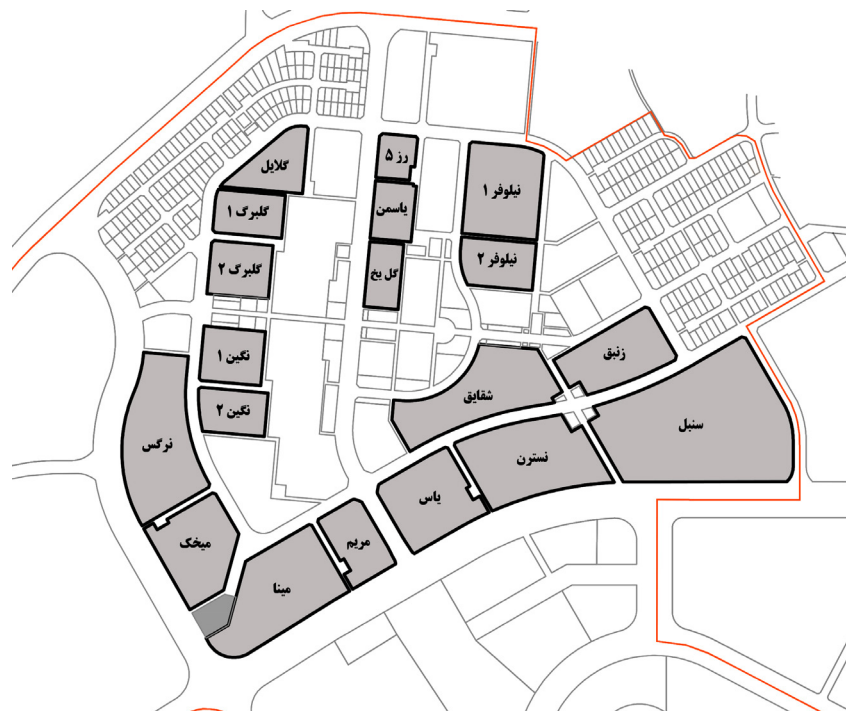 رز ۵
گلایل
نیلوفر ۱
یاسمن
گلبرگ ۱
نیلوفر ۲
گلبرگ ۲
گل یخ
زنبق
نگین ۱
شقایق
نگین ۲
سنبل
نرگس
نسترن
یاس
میخک
مریم
مینا